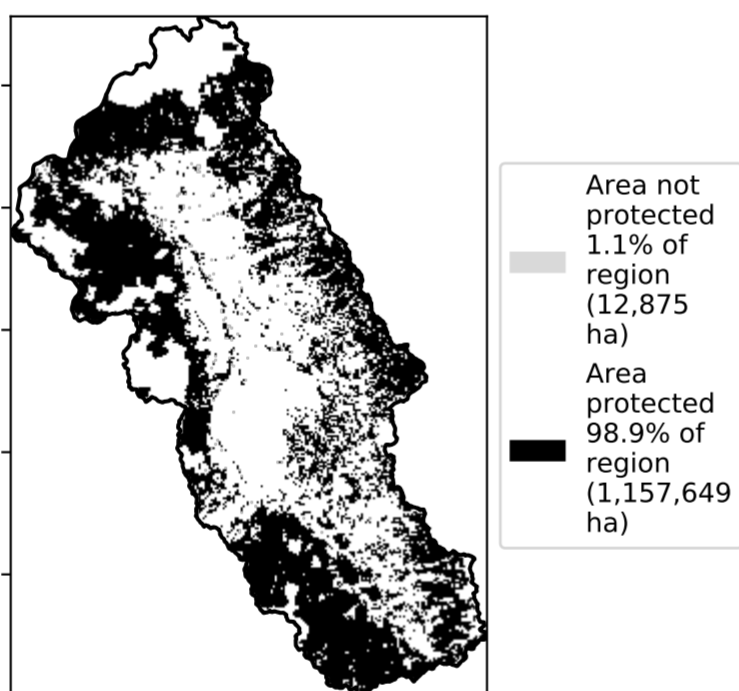 Area not
protected
1.1% of
region
(12,875
ha)
Area
protected
98.9% of
region
(1,157,649
ha)